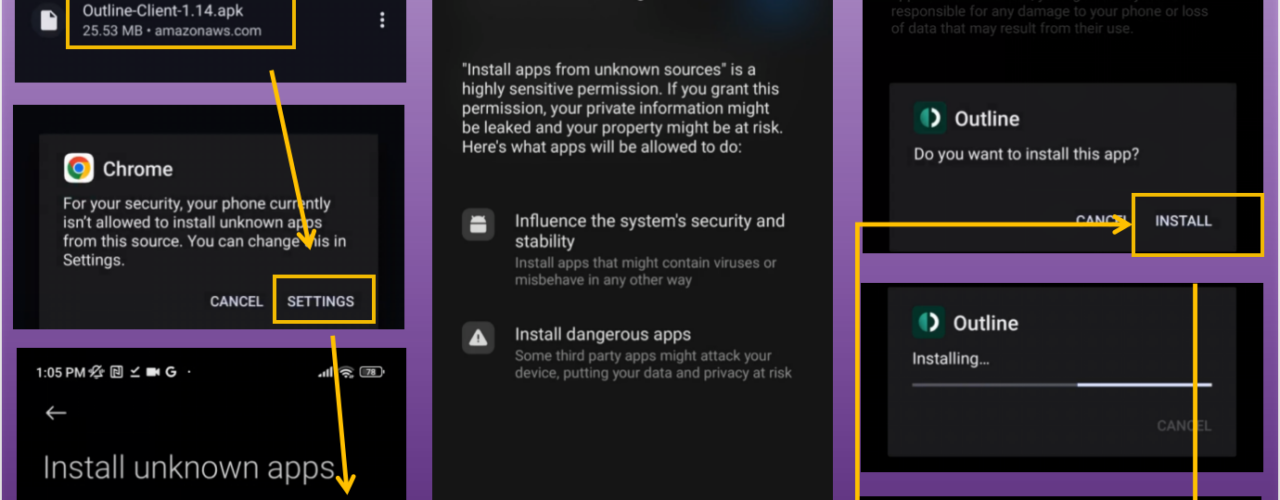 Outline-Client-1.14.apk
25.53 MB • amazonaws.com
Chrome
For your security, your phone currently
isn't allowed to install unknown apps
from this source. You can change this in
Settings.
CANCEL SETTINGS
1:05 PM G
78
Install unknown apps
"Install apps from unknown sources" is a
highly sensitive permission. If you grant this
permission, your private information might
be leaked and your property might be at risk.
Here's what apps will be allowed to do:
Influence the system's security and
stability
Install apps that might contain viruses or
misbehave in any other way
Install dangerous apps
Some third party apps might attack your
device, putting your data and privacy at risk
responsible for any damage to your phone or loss
of data that may result from their use.
Outline
Do you want to install this app?
CANCEL INSTALL
Outline
Installing...
CANCEL